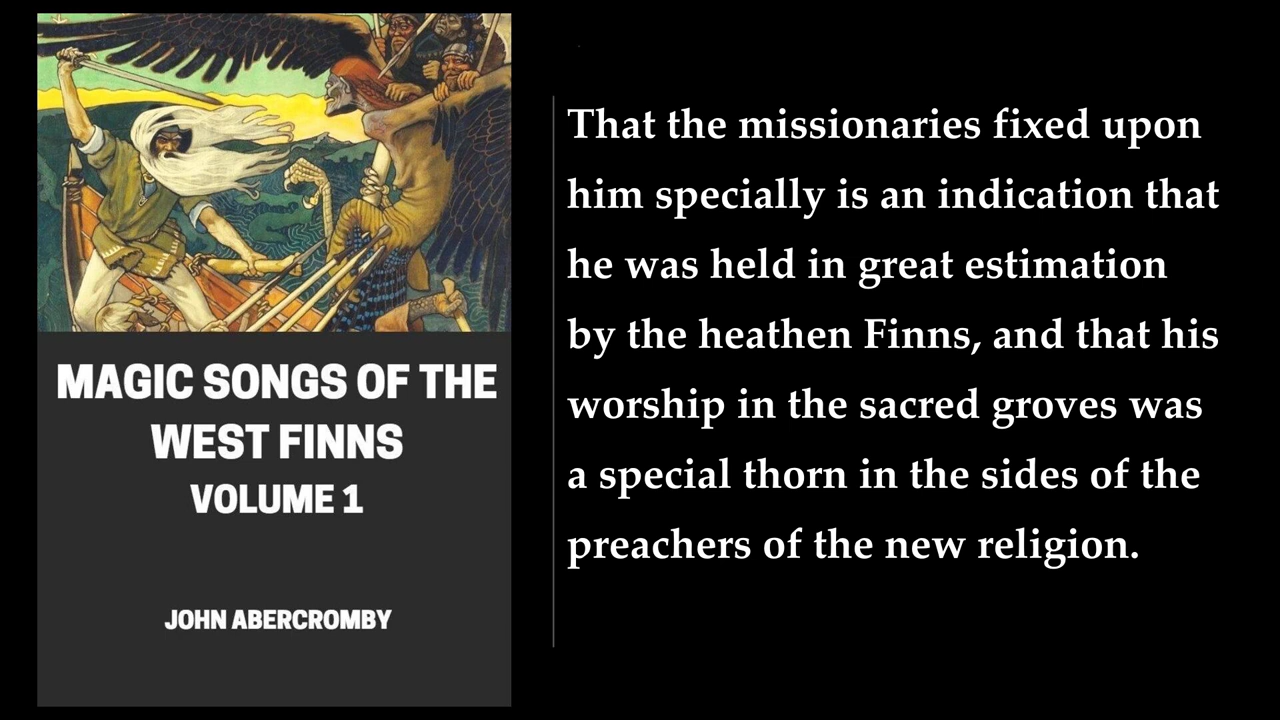 MAGIC SONGS OF THE
WEST FINNS
VOLUME 1
JOHN ABERCROMBY
That the missionaries fixed upon
him specially is an indication that
he was held in great estimation
by the heathen Finns, and that his
worship in the sacred groves was
a special thorn in the sides of the
preachers of the new religion.